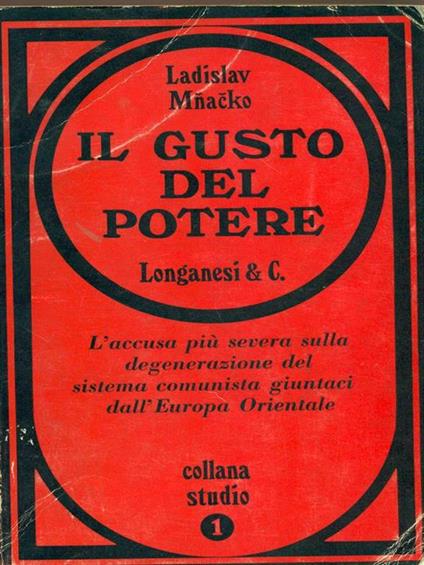 Ladislav
Mňačko
IL GUSTO
DEL
POTERE
Longanesi & C.
L'accusa più severa sulla
degenerazione del
sistema comunista giuntaci
dall'Europa Orientale
collana
studio
1